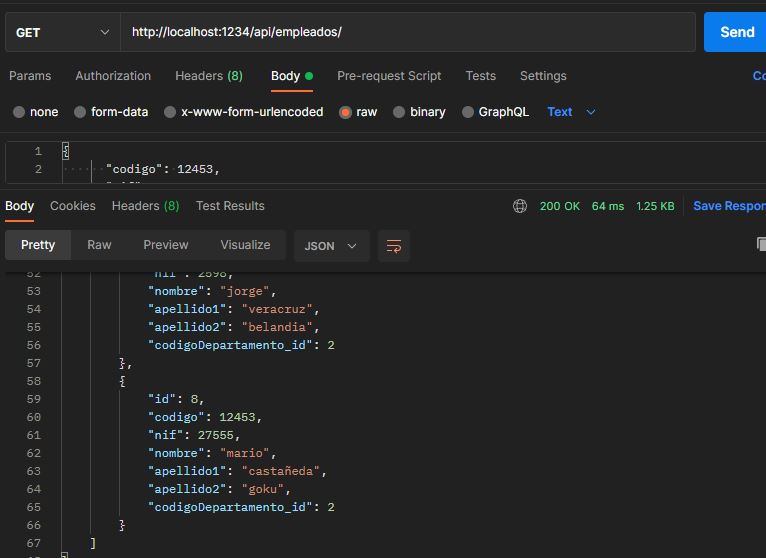 GET http://localhost:1234/api/empleados/ Send
Params Authorization Headers (8) Body Pre-request Script Tests Settings Co
none form-data x-www-form-urlencoded raw binary GraphQL Text
1 {
2 "codigo": 12453,
Body Cookies Headers (8) Test Results 200 OK 64 ms 1.25 KB Save Respon
Pretty Raw Preview Visualize JSON
52 "nif": 2598,
53 "nombre": "jorge",
54 "apellido1": "veracruz",
55 "apellido2": "belandia",
56 "codigoDepartamento_id": 2
57 },
58 {
59 "id": 8,
60 "codigo": 12453,
61 "nif": 27555,
62 "nombre": "mario",
63 "apellido1": "castañeda",
64 "apellido2": "goku",
65 "codigoDepartamento_id": 2
66 }
67 ]